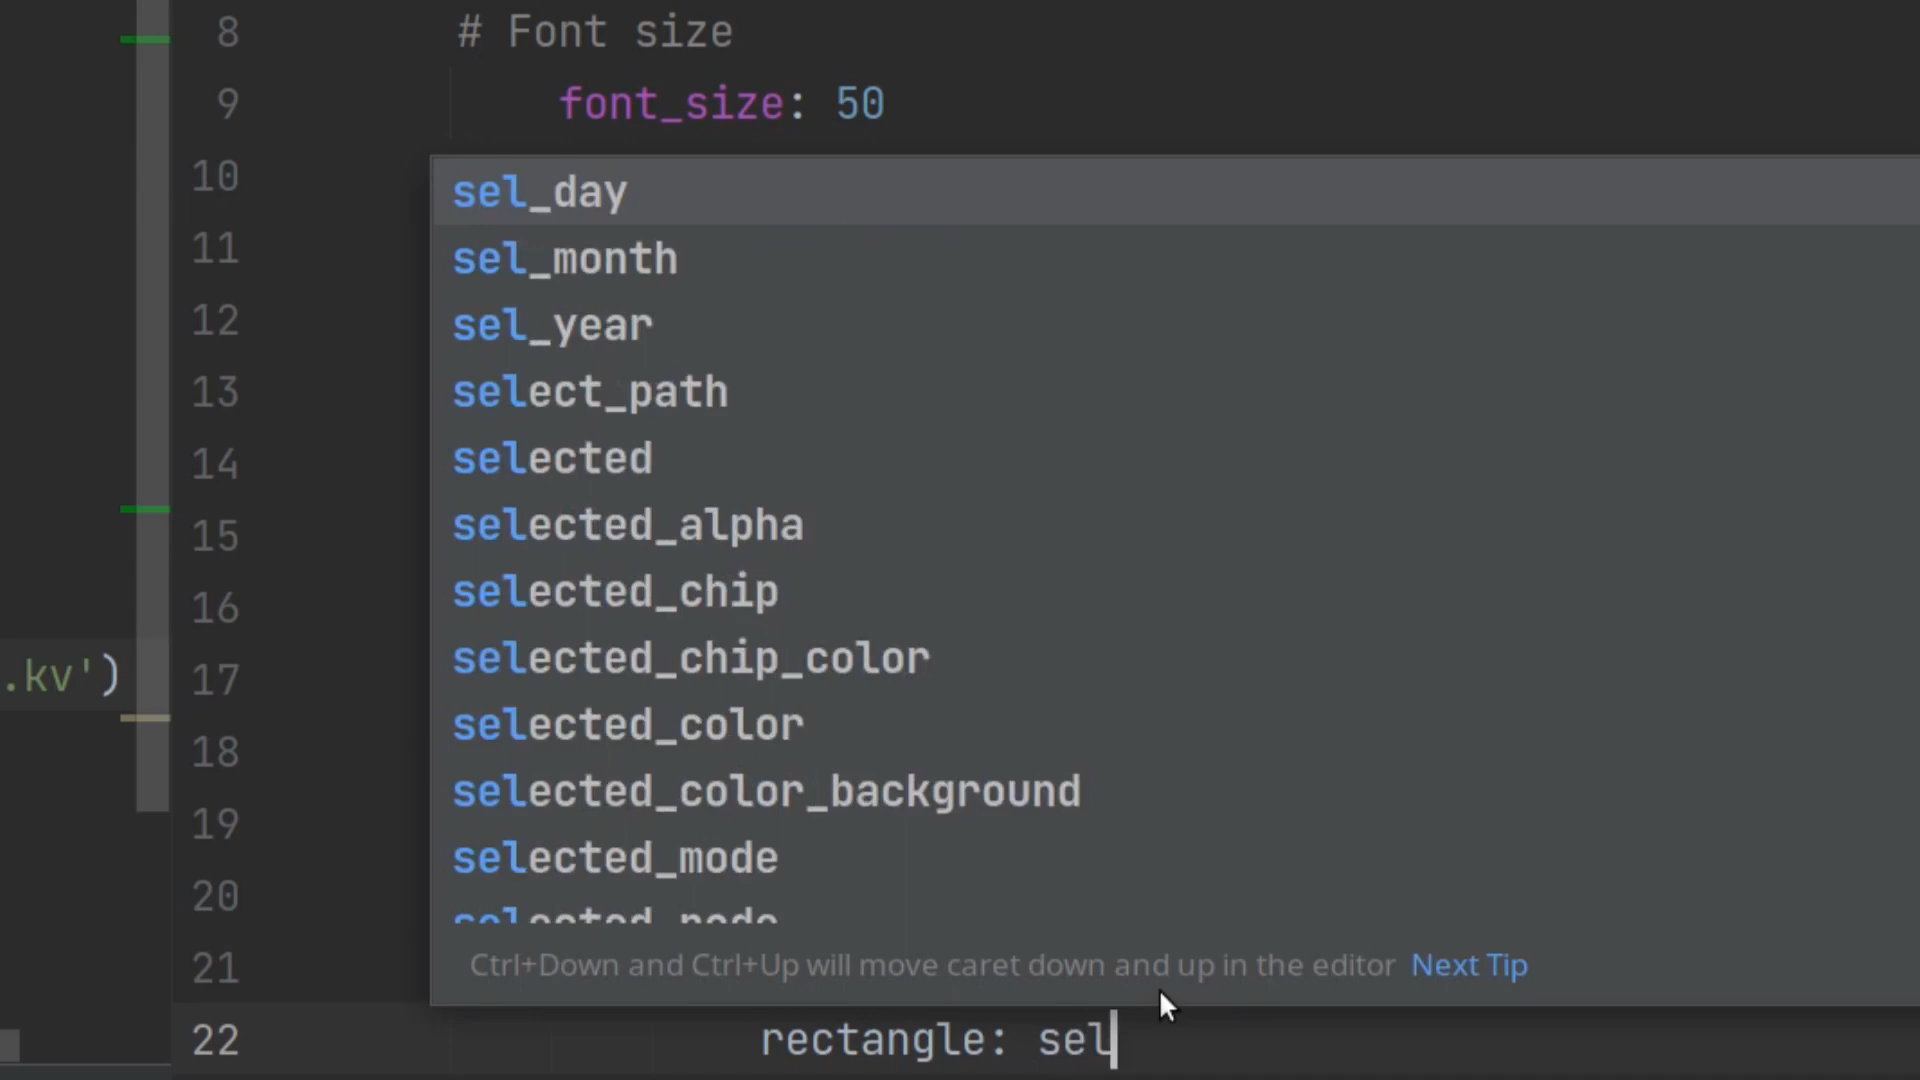 8 # Font size
9 font_size: 50
10 sel_day
11 sel_month
12 sel_year
13 select_path
14 selected
15 selected_alpha
16 selected_chip
17 selected_chip_color
.kv')
18 selected_color
19 selected_color_background
20 selected_mode
21 Ctrl+Down and Ctrl+Up will move caret down and up in the editor Next Tip
22 rectangle: sel